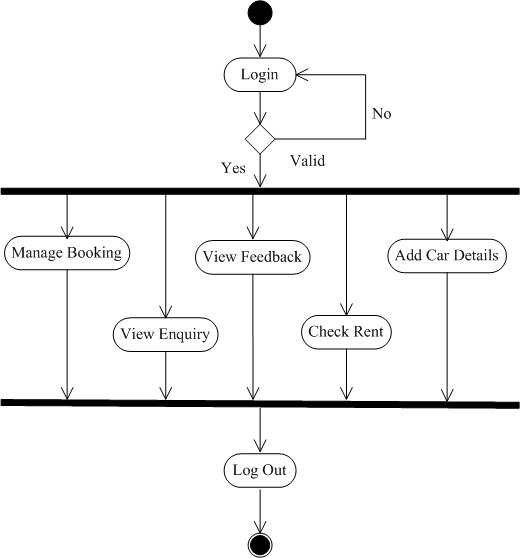 Login
No
Yes
Valid
Manage Booking
View Feedback
Add Car Details
View Enquiry
Check Rent
Log Out